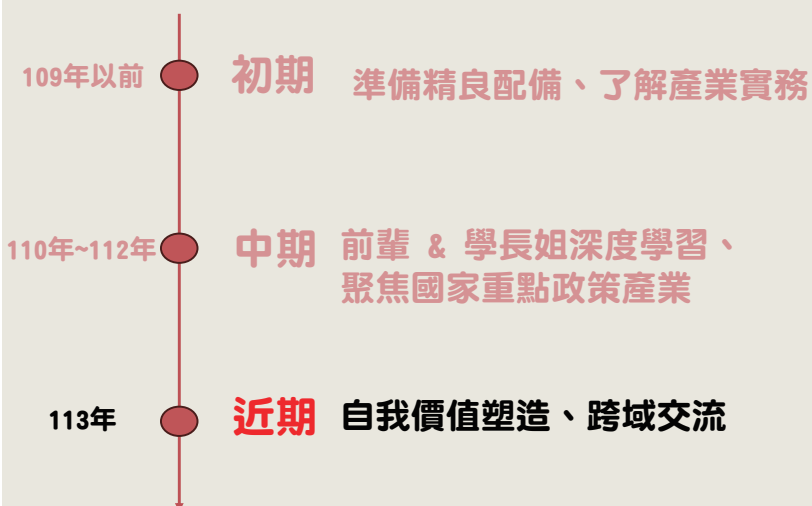 109年以前 初期 準備精良配備、了解產業實務
110年~112年 中期 前輩 & 學長姐深度學習、
聚焦國家重點政策產業
113年 近期 自我價值塑造、跨域交流